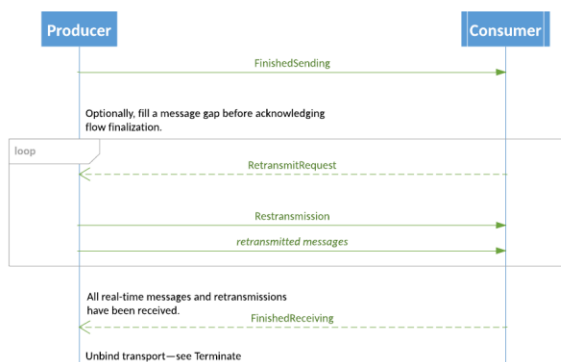 Producer
Consumer
FinishedSending
Optionally, fill a message gap before acknowledging
flow finalization.
loop
RetransmitRequest
Restransmission
retransmitted messages
All real-time messages and retransmissions
have been received.
FinishedReceiving
Unbind transport—see Terminate